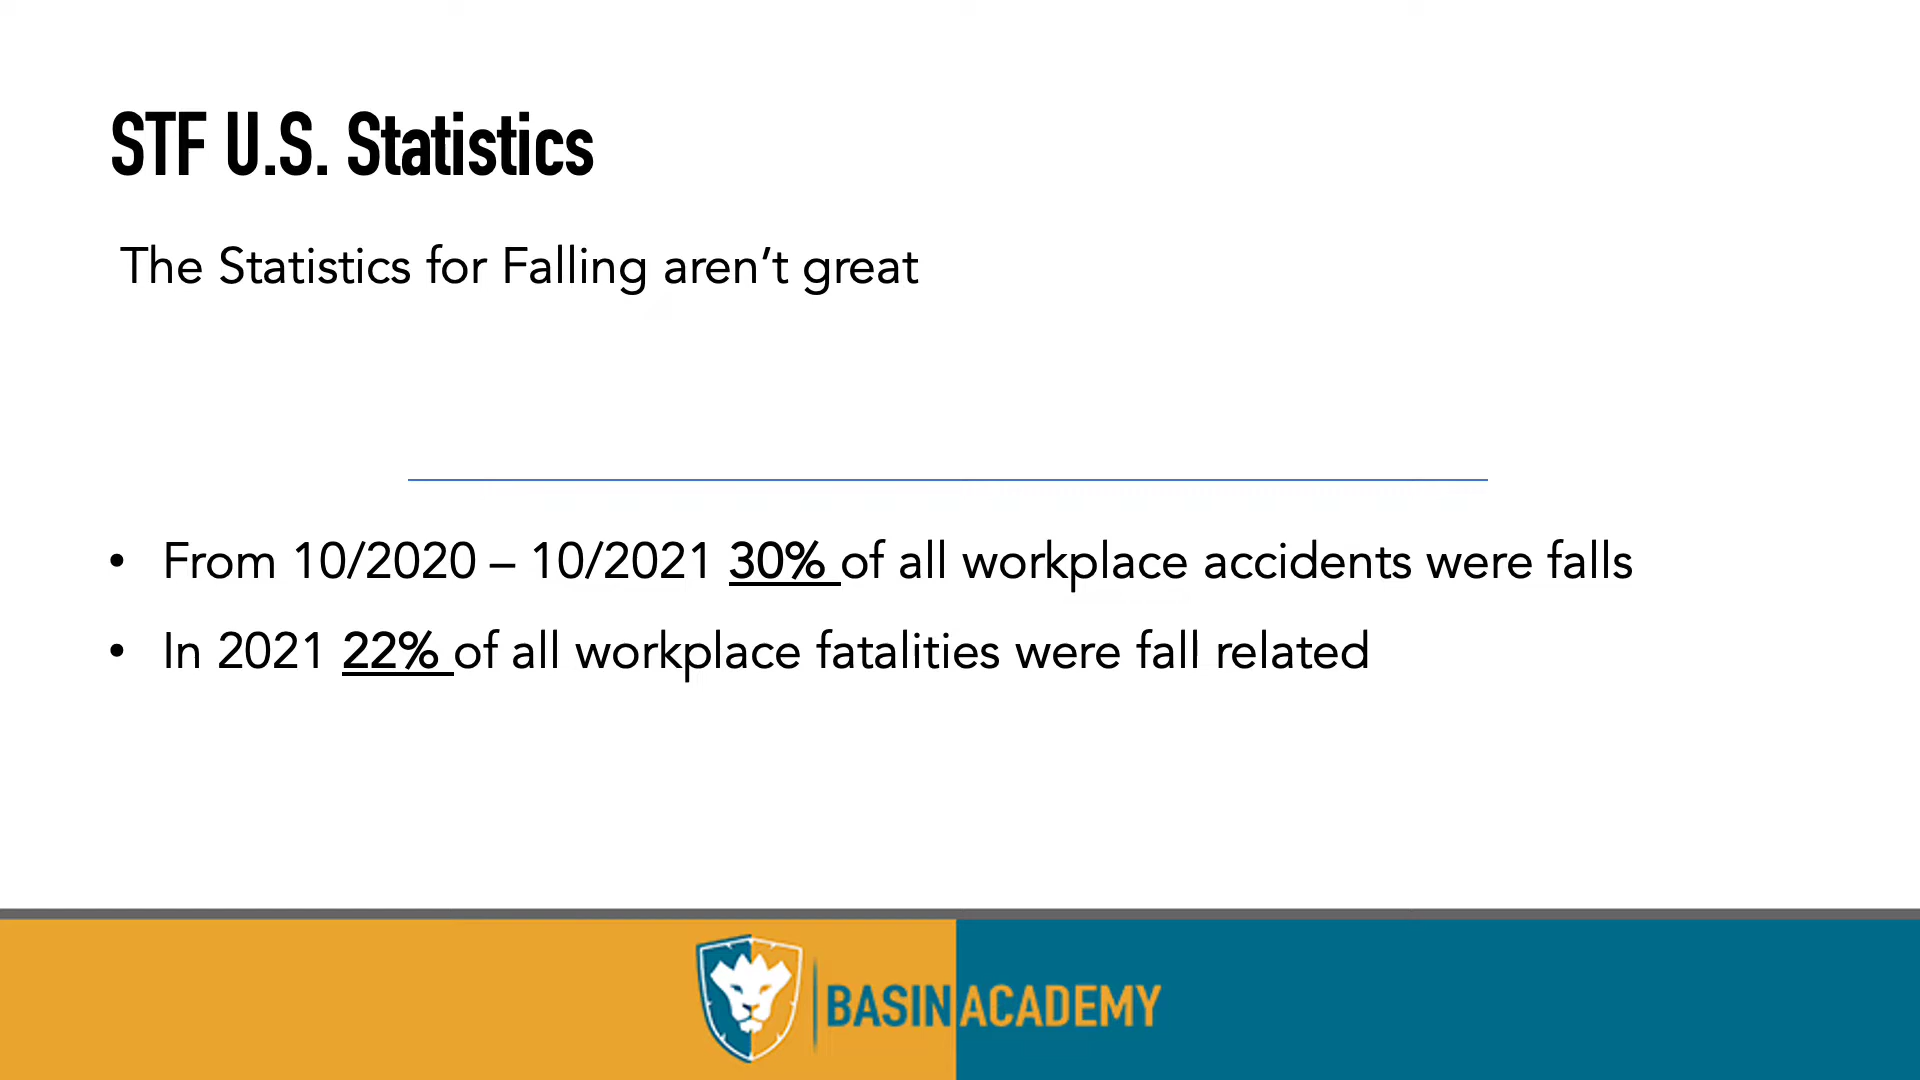 STF U.S. Statistics
The Statistics for Falling aren’t great
• From 10/2020 – 10/2021 30% of all workplace accidents were falls
• In 2021 22% of all workplace fatalities were fall related
BASIN ACADEMY